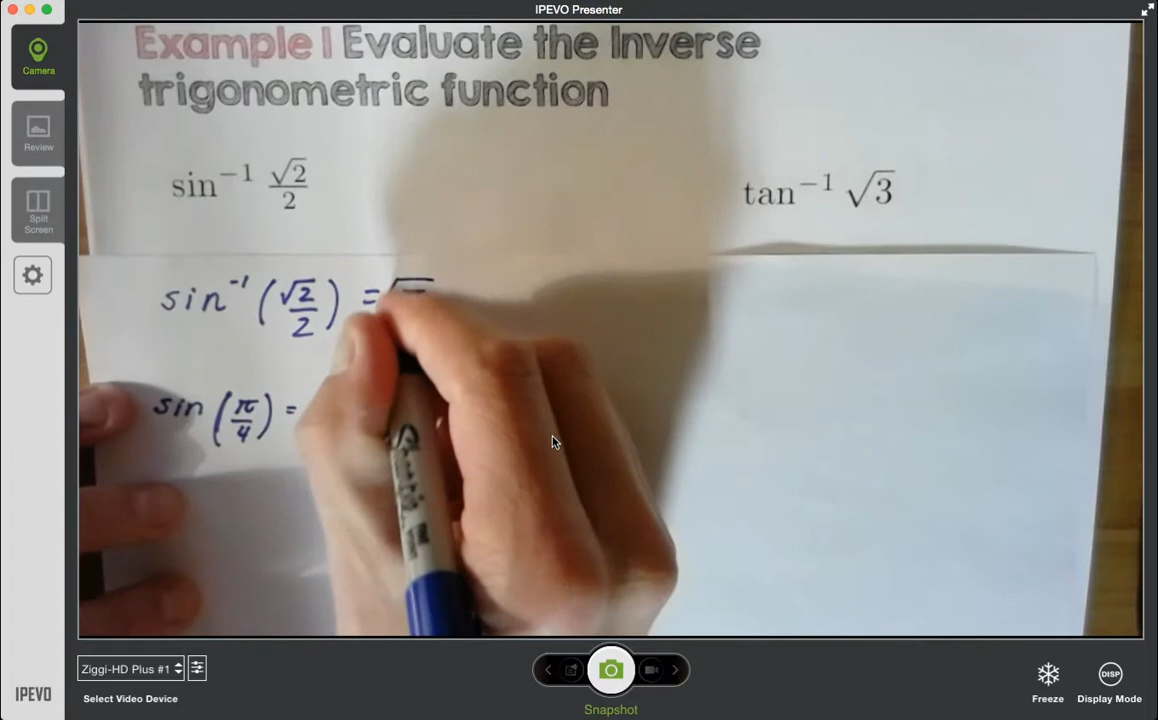 IPEVO Presenter
Camera
Review
Split
Screen
Example 1 Evaluate the Inverse
trigonometric function
sin⁻¹ √2/2
tan⁻¹ √3
sin⁻¹ (√2/2) =
sin (π/4) =
Ziggi-HD Plus #1
Select Video Device
Snapshot
Freeze
DISP
Display Mode
IPEVO